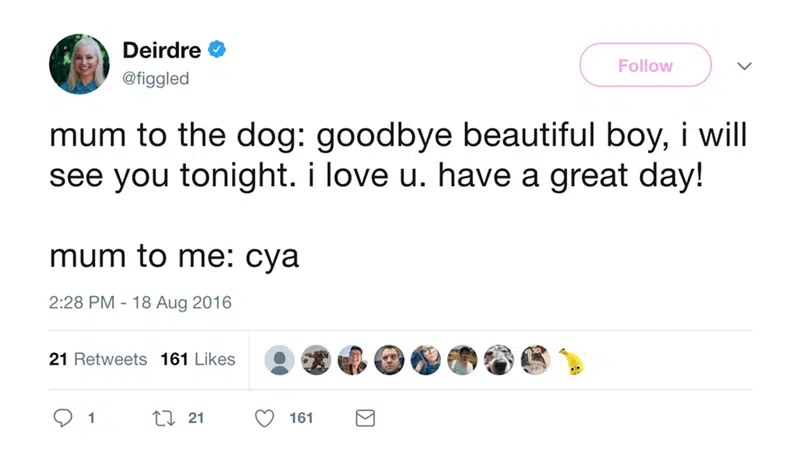 Deirdre
@figgled
Follow
mum to the dog: goodbye beautiful boy, i will
see you tonight. i love u. have a great day!
mum to me: cya
2:28 PM - 18 Aug 2016
21 Retweets 161 Likes
1 21 161